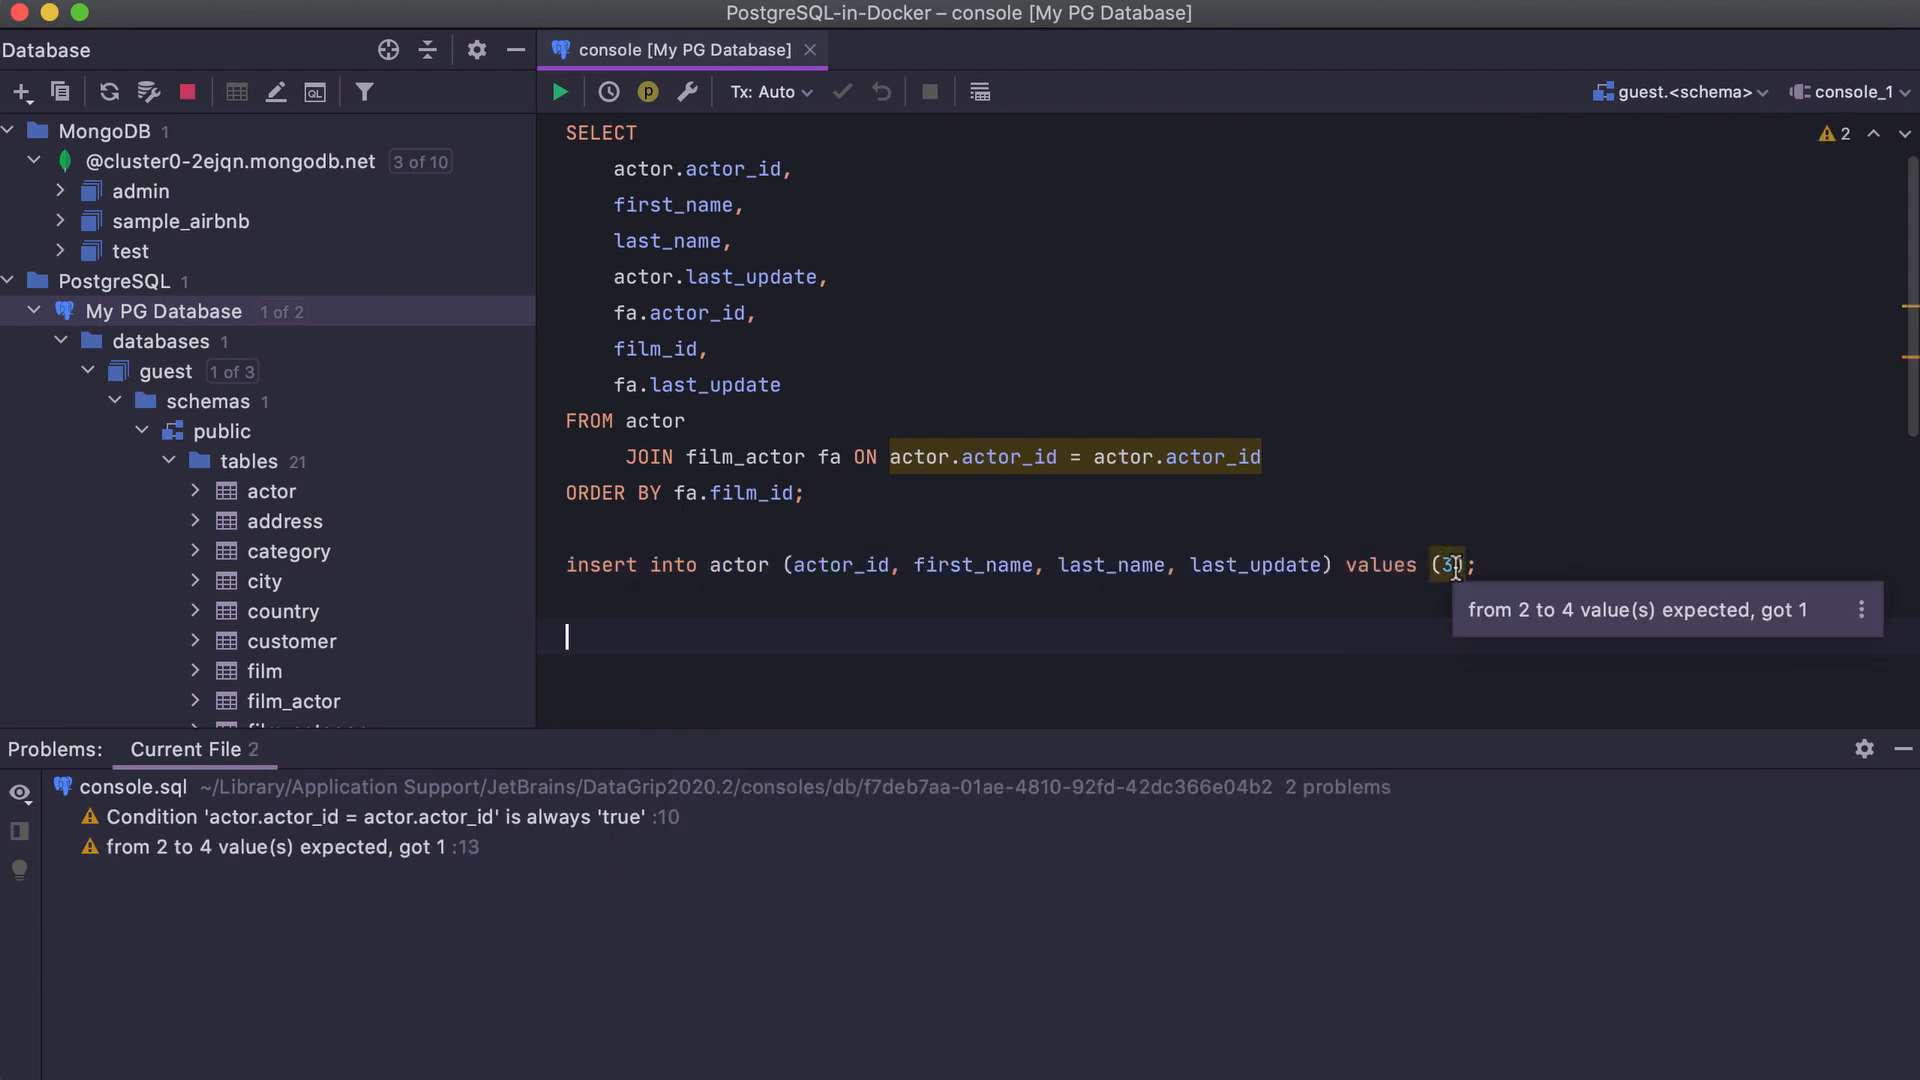 PostgreSQL-in-Docker – console [My PG Database]
Database
console [My PG Database]
p
Tx: Auto
QL
guest.<schema>
console_1
MongoDB 1
@cluster0-2ejqn.mongodb.net 3 of 10
admin
sample_airbnb
test
PostgreSQL 1
My PG Database 1 of 2
databases 1
guest 1 of 3
schemas 1
public
tables 21
actor
address
category
city
country
customer
film
film_actor
2
SELECT
actor.actor_id,
first_name,
last_name,
actor.last_update,
fa.actor_id,
film_id,
fa.last_update
FROM actor
JOIN film_actor fa ON actor.actor_id = actor.actor_id
ORDER BY fa.film_id;
insert into actor (actor_id, first_name, last_name, last_update) values (3);
from 2 to 4 value(s) expected, got 1
Problems: Current File 2
console.sql ~/Library/Application Support/JetBrains/DataGrip2020.2/consoles/db/f7deb7aa-01ae-4810-92fd-42dc366e04b2 2 problems
Condition 'actor.actor_id = actor.actor_id' is always 'true' :10
from 2 to 4 value(s) expected, got 1 :13